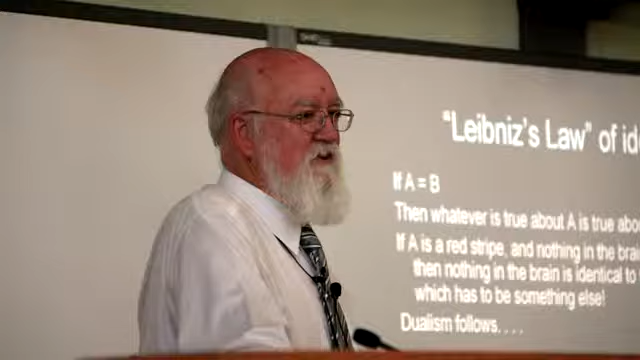 "Leibniz's Law" of
If A = B
Then whatever is true about A is true
If A is a red stripe, and nothing in the
then nothing in the brain is identical to
which has to be something else!
Dualism follows. . . .